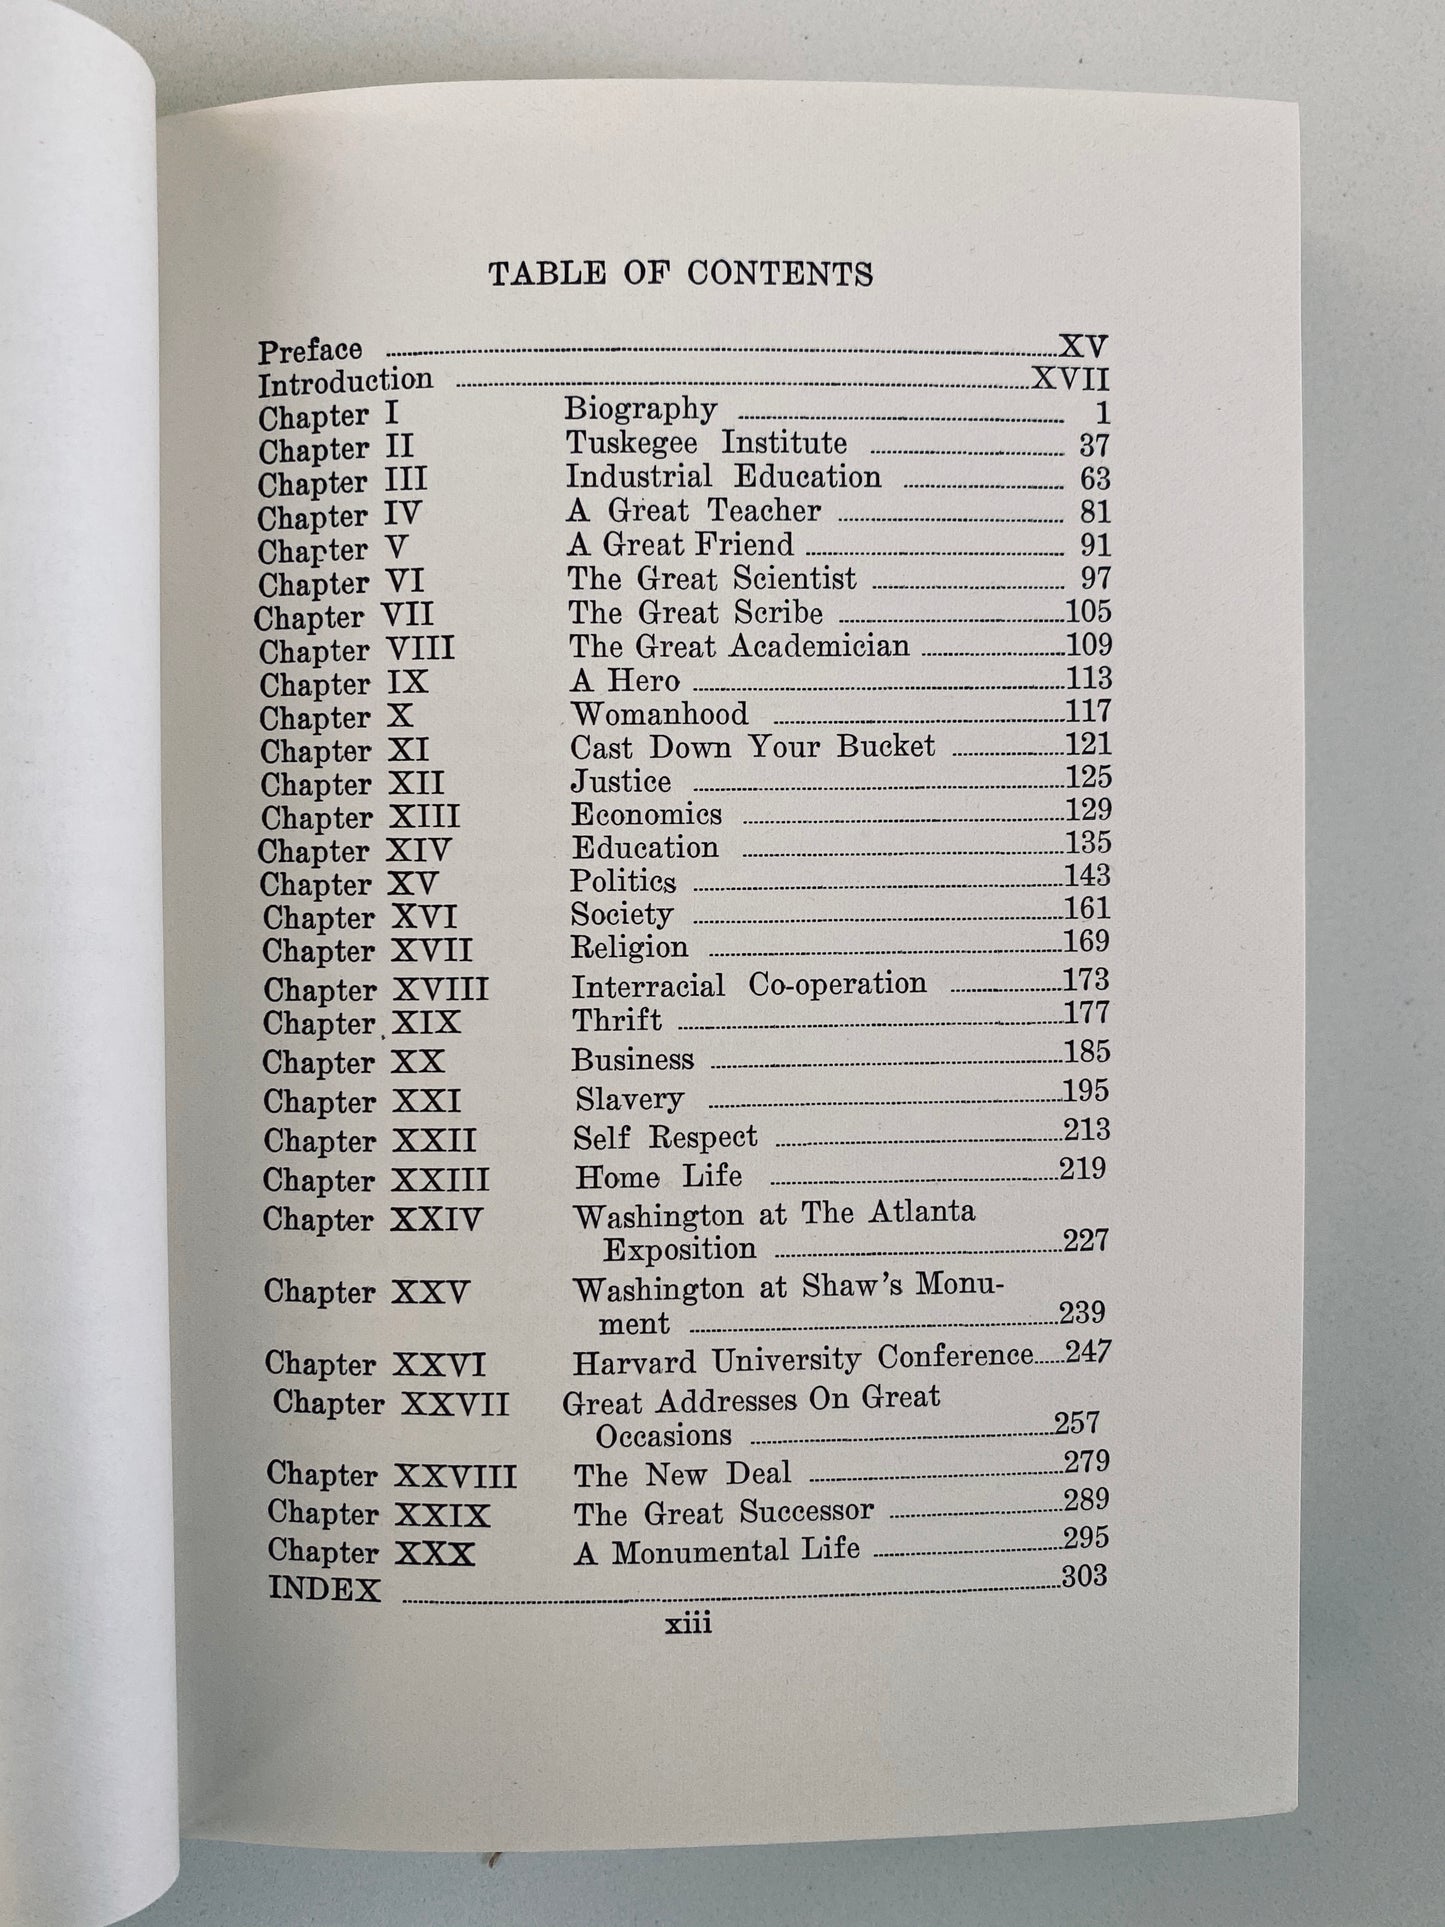 TABLE OF CONTENTS
Preface ........ XV
Introduction ........ XVII
Chapter I Biography ........ 1
Chapter II Tuskegee Institute ........ 37
Chapter III Industrial Education ........ 63
Chapter IV A Great Teacher ........ 81
Chapter V A Great Friend ........ 91
Chapter VI The Great Scientist ........ 97
Chapter VII The Great Scribe ........ 105
Chapter VIII The Great Academician ........ 109
Chapter IX A Hero ........ 113
Chapter X Womanhood ........ 117
Chapter XI Cast Down Your Bucket ........ 121
Chapter XII Justice ........ 125
Chapter XIII Economics ........ 129
Chapter XIV Education ........ 135
Chapter XV Politics ........ 143
Chapter XVI Society ........ 161
Chapter XVII Religion ........ 169
Chapter XVIII Interracial Co-operation ........ 173
Chapter XIX Thrift ........ 177
Chapter XX Business ........ 185
Chapter XXI Slavery ........ 195
Chapter XXII Self Respect ........ 213
Chapter XXIII Home Life ........ 219
Chapter XXIV Washington at The Atlanta
Exposition ........ 227
Chapter XXV Washington at Shaw's Monu-
ment ........ 239
Chapter XXVI Harvard University Conference ........ 247
Chapter XXVII Great Addresses On Great
Occasions ........ 257
Chapter XXVIII The New Deal ........ 279
Chapter XXIX The Great Successor ........ 289
Chapter XXX A Monumental Life ........ 295
INDEX ........ 303
xiii